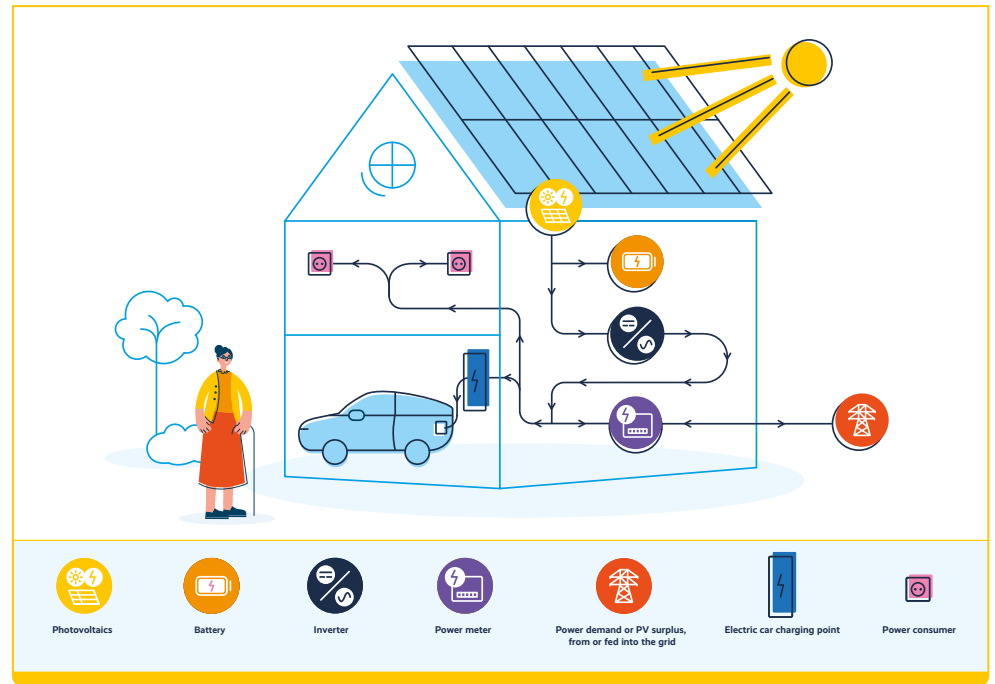 Photovoltaics
Battery
Inverter
Power meter
Power demand or PV surplus,
from or fed into the grid
Electric car charging point
Power consumer